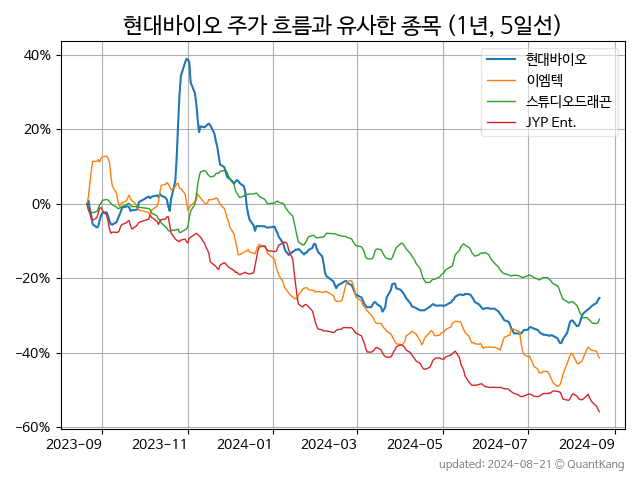 현대바이오 주가 흐름과 유사한 종목 (1년, 5일선)
현대바이오
이엠텍
스튜디오드래곤
JYP Ent.
40%
20%
0%
−20%
−40%
−60%
2023-09
2023-11
2024-01
2024-03
2024-05
2024-07
2024-09
updated: 2024-08-21 @ QuantKang